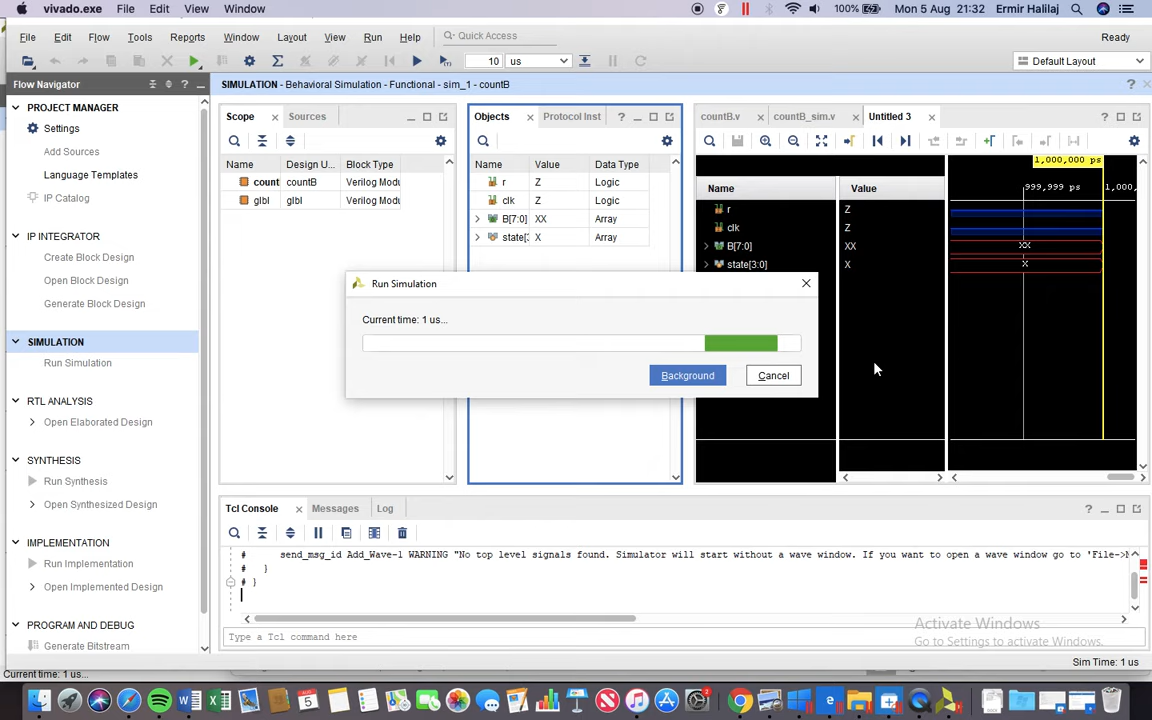 vivado.exe File Edit View Window 100% Mon 5 Aug 21:32 Ermir Halilaj
File Edit Flow Tools Reports Window Layout View Run Help Quick Access Ready
10 us Default Layout
Flow Navigator
SIMULATION - Behavioral Simulation - Functional - sim_1 - countB
PROJECT MANAGER
Settings
Add Sources
Language Templates
IP Catalog
IP INTEGRATOR
Create Block Design
Open Block Design
Generate Block Design
SIMULATION
Run Simulation
RTL ANALYSIS
Open Elaborated Design
SYNTHESIS
Run Synthesis
Open Synthesized Design
IMPLEMENTATION
Run Implementation
Open Implemented Design
PROGRAM AND DEBUG
Generate Bitstream
Current time: 1 us...
Scope Sources
Name Design U... Block Type
count countB Verilog Modu
glbl glbl Verilog Modu
Objects Protocol Inst
Name Value Data Type
r Z Logic
clk Z Logic
B[7:0] XX Array
state[3 X Array
countB.v countB_sim.v Untitled 3
1,000,000 ps
999,999 ps 1,000,
Name Value
r Z
clk Z
B[7:0] XX XX
state[3:0] X X
Run Simulation
Current time: 1 us...
Background Cancel
Tcl Console Messages Log
# send_msg_id Add_Wave-1 WARNING "No top level signals found. Simulator will start without a wave window. If you want to open a wave window go to 'File->
# }
# }
Type a Tcl command here
Activate Windows
Go to Settings to activate Windows.
Sim Time: 1 us